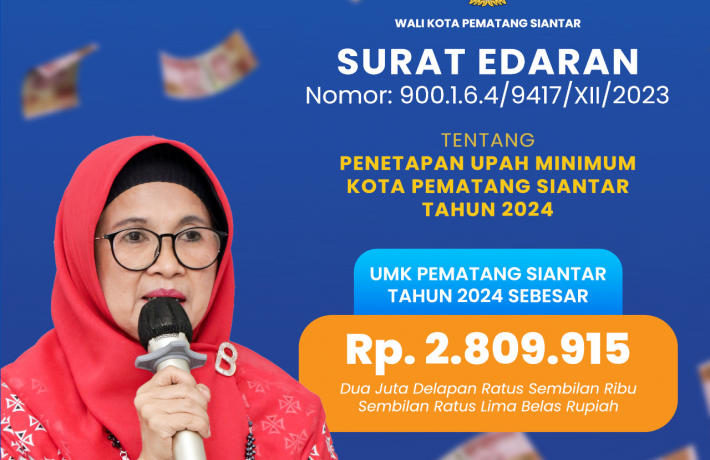 WALI KOTA PEMATANG SIANTAR
SURAT EDARAN
Nomor: 900.1.6.4/9417/XII/2023
TENTANG
PENETAPAN UPAH MINIMUM
KOTA PEMATANG SIANTAR
TAHUN 2024
UMK PEMATANG SIANTAR
TAHUN 2024 SEBESAR
Rp. 2.809.915
Dua Juta Delapan Ratus Sembilan Ribu
Sembilan Ratus Lima Belas Rupiah